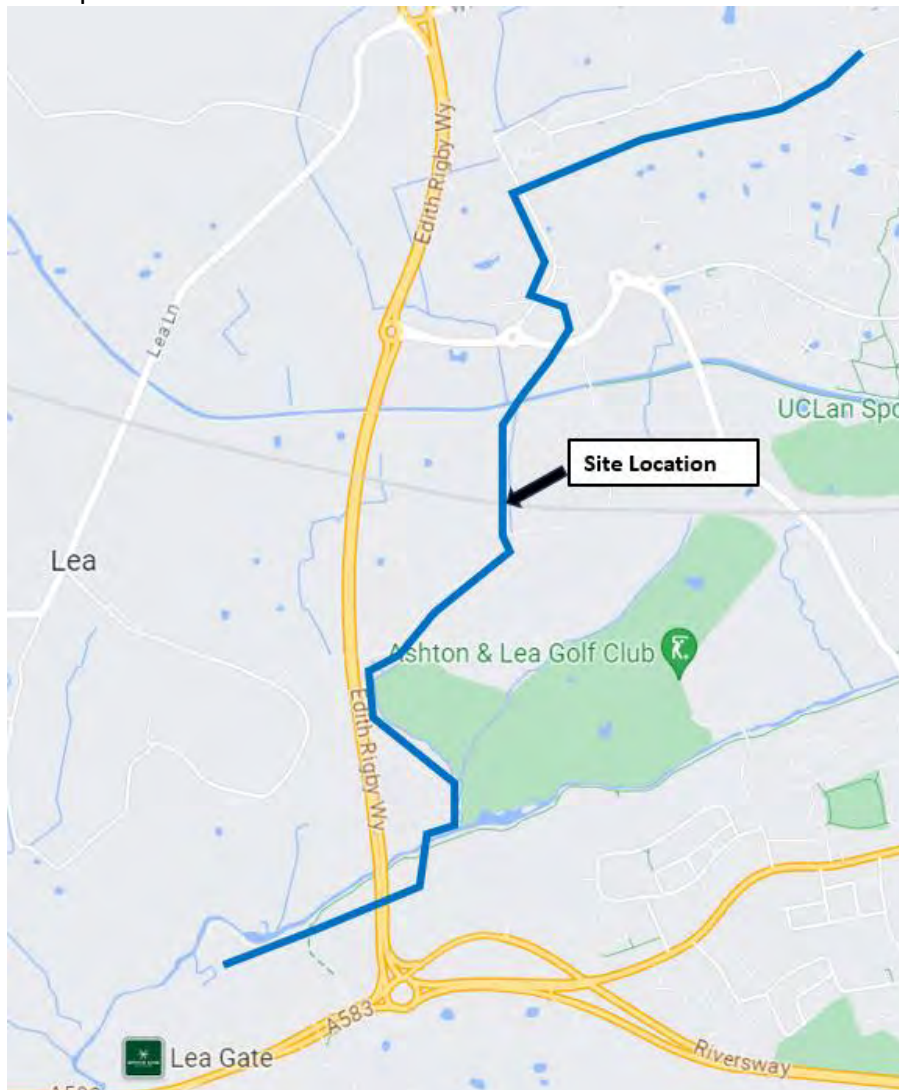 Edith Rigby Wy
Lea Ln
UCLan Spo
Site Location
Lea
Ashton & Lea Golf Club
Edith Rigby Wy
A583
Lea Gate
Riversway